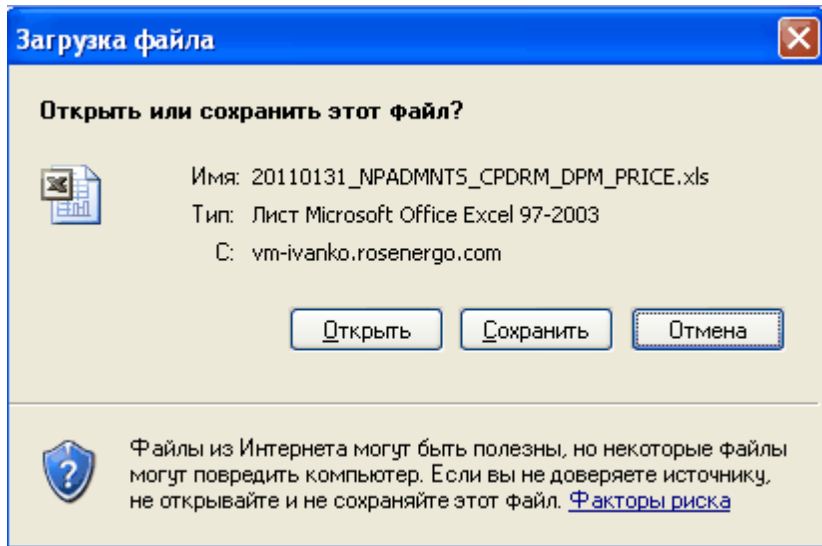 Загрузка файла
Открыть или сохранить этот файл?
Имя: 20110131_NPADMNTS_CPDRM_DPM_PRICE.xls
Тип: Лист Microsoft Office Excel 97-2003
С: vm-ivanko.rosenergo.com
Открыть Сохранить Отмена
Файлы из Интернета могут быть полезны, но некоторые файлы
могут повредить компьютер. Если вы не доверяете источнику,
не открывайте и не сохраняйте этот файл. Факторы риска